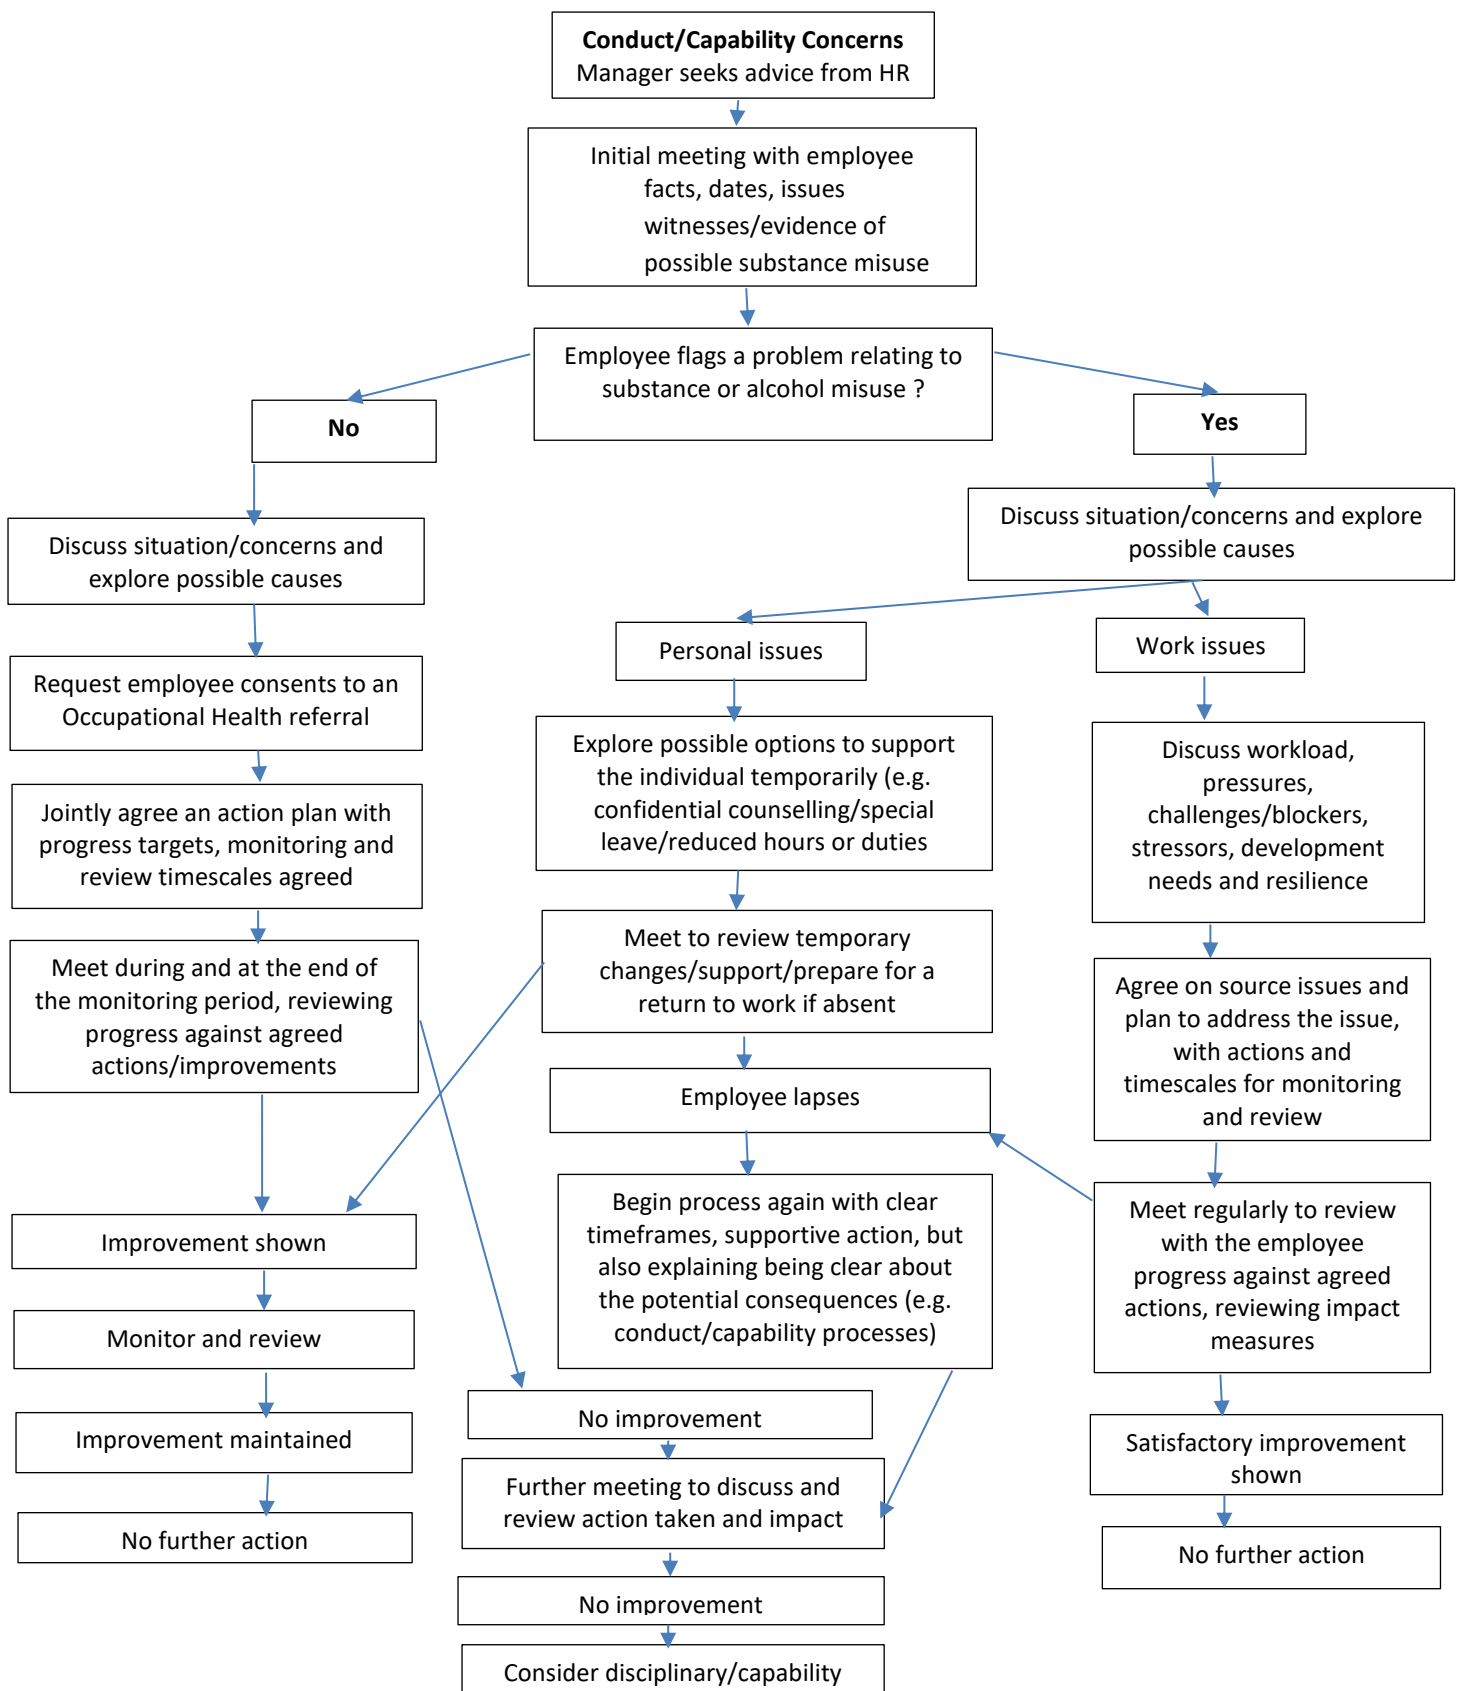 Conduct/Capability Concerns
Manager seeks advice from HR
Initial meeting with employee
facts, dates, issues
witnesses/evidence of
possible substance misuse
Employee flags a problem relating to
substance or alcohol misuse ?
No
Yes
Discuss situation/concerns and
explore possible causes
Discuss situation/concerns and explore
possible causes
Request employee consents to an
Occupational Health referral
Personal issues
Work issues
Jointly agree an action plan with
progress targets, monitoring and
review timescales agreed
Explore possible options to support
the individual temporarily (e.g.
confidential counselling/special
leave/reduced hours or duties
Discuss workload,
pressures,
challenges/blockers,
stressors, development
needs and resilience
Meet during and at the end of
the monitoring period, reviewing
progress against agreed
actions/improvements
Meet to review temporary
changes/support/prepare for a
return to work if absent
Agree on source issues and
plan to address the issue,
with actions and
timescales for monitoring
and review
Employee lapses
Improvement shown
Begin process again with clear
timeframes, supportive action, but
also explaining being clear about
the potential consequences (e.g.
conduct/capability processes)
Meet regularly to review
with the employee
progress against agreed
actions, reviewing impact
measures
Monitor and review
No improvement
Improvement maintained
Satisfactory improvement
shown
Further meeting to discuss and
review action taken and impact
No further action
No further action
No improvement
Consider disciplinary/capability